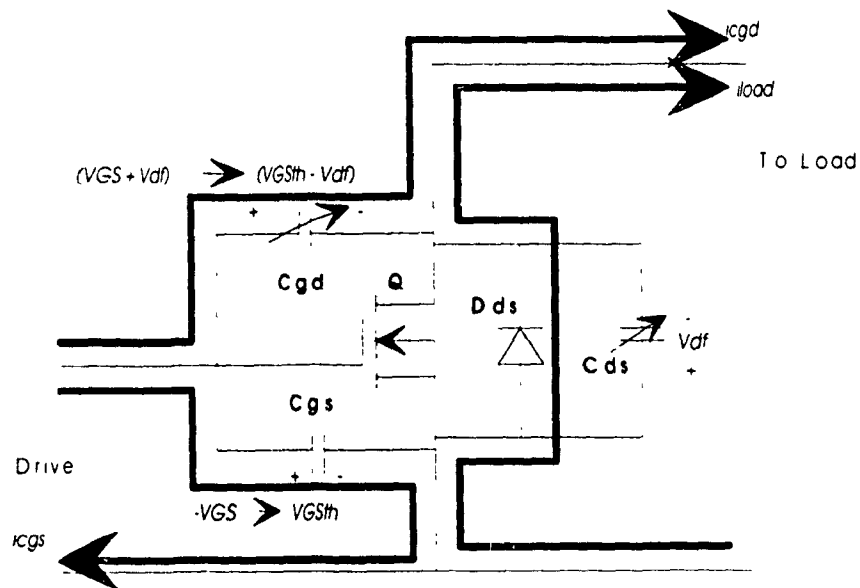 icgd
iload
To Load
(VGS + Vdf) (VGSth - Vdf)
+ -
Cgd Q
Dds
-
Vdf
+
Cds
Cgs
Drive
+ -
-VGS VGSth
icgs